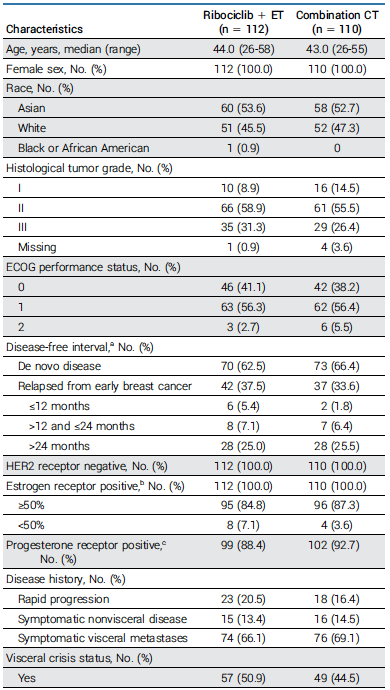 Characteristics Ribociclib + ET (n = 112) Combination CT (n = 110)
Age, years, median (range) 44.0 (26-58) 43.0 (26-55)
Female sex, No. (%) 112 (100.0) 110 (100.0)
Race, No. (%)
Asian 60 (53.6) 58 (52.7)
White 51 (45.5) 52 (47.3)
Black or African American 1 (0.9) 0
Histological tumor grade, No. (%)
I 10 (8.9) 16 (14.5)
II 66 (58.9) 61 (55.5)
III 35 (31.3) 29 (26.4)
Missing 1 (0.9) 4 (3.6)
ECOG performance status, No. (%)
0 46 (41.1) 42 (38.2)
1 63 (56.3) 62 (56.4)
2 3 (2.7) 6 (5.5)
Disease-free interval,a No. (%)
De novo disease 70 (62.5) 73 (66.4)
Relapsed from early breast cancer 42 (37.5) 37 (33.6)
≤12 months 6 (5.4) 2 (1.8)
>12 and ≤24 months 8 (7.1) 7 (6.4)
>24 months 28 (25.0) 28 (25.5)
HER2 receptor negative, No. (%) 112 (100.0) 110 (100.0)
Estrogen receptor positive,b No. (%) 112 (100.0) 110 (100.0)
≥50% 95 (84.8) 96 (87.3)
<50% 8 (7.1) 4 (3.6)
Progesterone receptor positive,c 99 (88.4) 102 (92.7)
No. (%)
Disease history, No. (%)
Rapid progression 23 (20.5) 18 (16.4)
Symptomatic nonvisceral disease 15 (13.4) 16 (14.5)
Symptomatic visceral metastases 74 (66.1) 76 (69.1)
Visceral crisis status, No. (%)
Yes 57 (50.9) 49 (44.5)